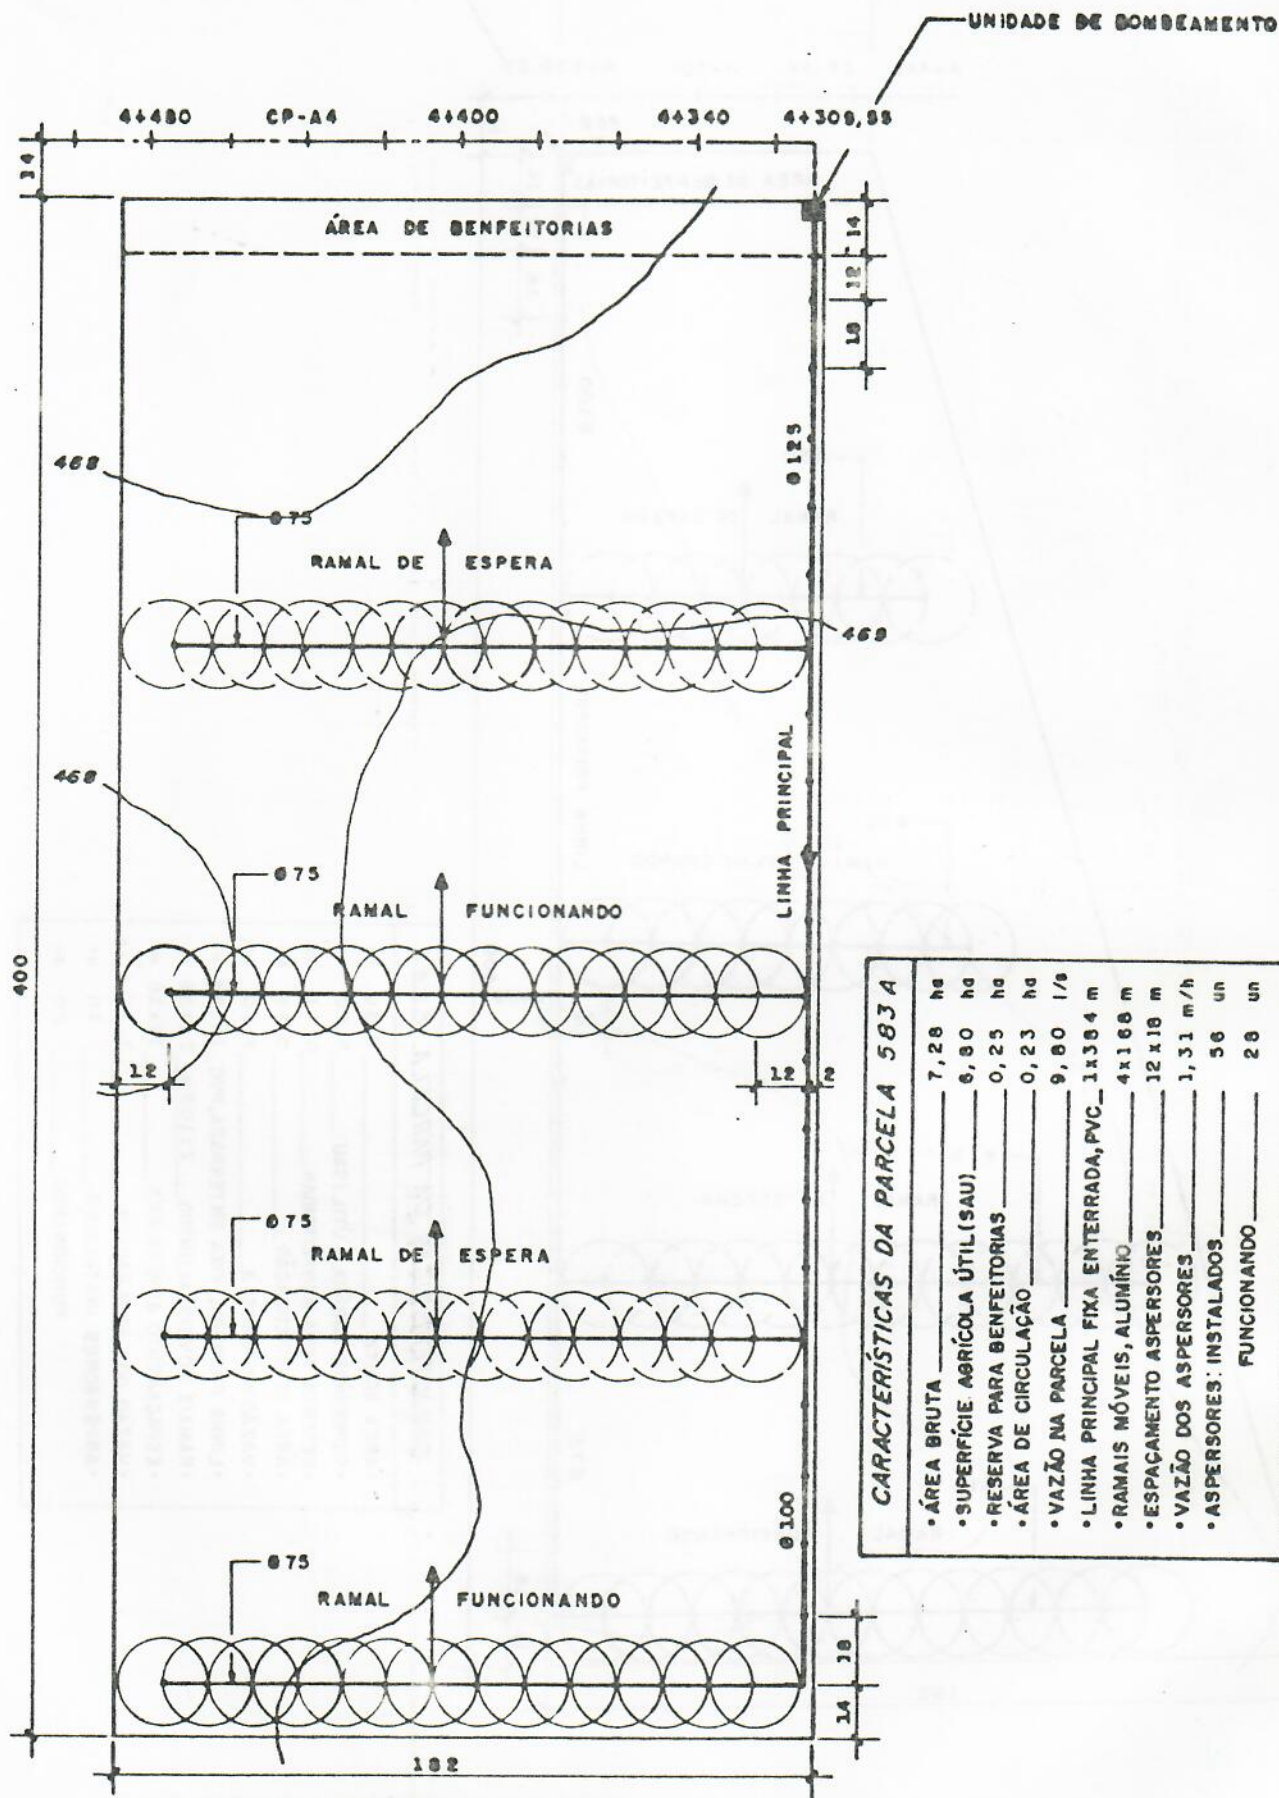 UNIDADE DE BOMBEAMENTO
4+480 CP-A4 4+400 4+340 4+309,95
14
ÁREA DE BENFEITORIAS
14
12
18
468
Ø125
Ø75
RAMAL DE ESPERA
469
LINHA PRINCIPAL
468
Ø75
RAMAL FUNCIONANDO
400
12
12
2
Ø75
RAMAL DE ESPERA
Ø100
Ø75
RAMAL FUNCIONANDO
18
14
182
CARACTERÍSTICAS DA PARCELA 583 A
• ÁREA BRUTA 7,28 ha
• SUPERFÍCIE AGRÍCOLA ÚTIL (SAU) 6,80 ha
• RESERVA PARA BENFEITORIAS 0,25 ha
• ÁREA DE CIRCULAÇÃO 0,23 ha
• VAZÃO NA PARCELA 9,80 l/s
• LINHA PRINCIPAL FIXA ENTERRADA, PVC 1x384 m
• RAMAIS MÓVEIS, ALUMÍNIO 4x168 m
• ESPAÇAMENTO ASPERSORES 12x18 m
• VAZÃO DOS ASPERSORES 1,31 m/h
• ASPERSORES: INSTALADOS 56 un
FUNCIONANDO 28 un